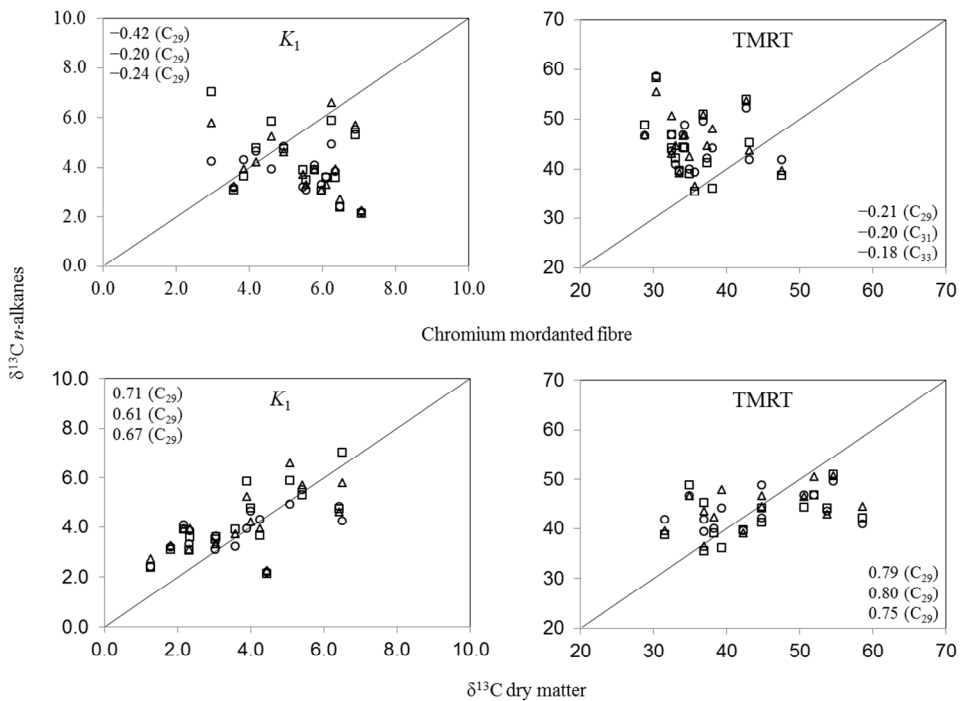 10.0
8.0
6.0
4.0
2.0
0.0
0.0 2.0 4.0 6.0 8.0 10.0
K1
−0.42 (C29)
−0.20 (C29)
−0.24 (C29)
70
60
50
40
30
20
20 30 40 50 60 70
TMRT
−0.21 (C29)
−0.20 (C31)
−0.18 (C33)
Chromium mordanted fibre
δ13C n-alkanes
10.0
8.0
6.0
4.0
2.0
0.0
0.0 2.0 4.0 6.0 8.0 10.0
K1
0.71 (C29)
0.61 (C29)
0.67 (C29)
70
60
50
40
30
20
20 30 40 50 60 70
TMRT
0.79 (C29)
0.80 (C29)
0.75 (C29)
δ13C dry matter